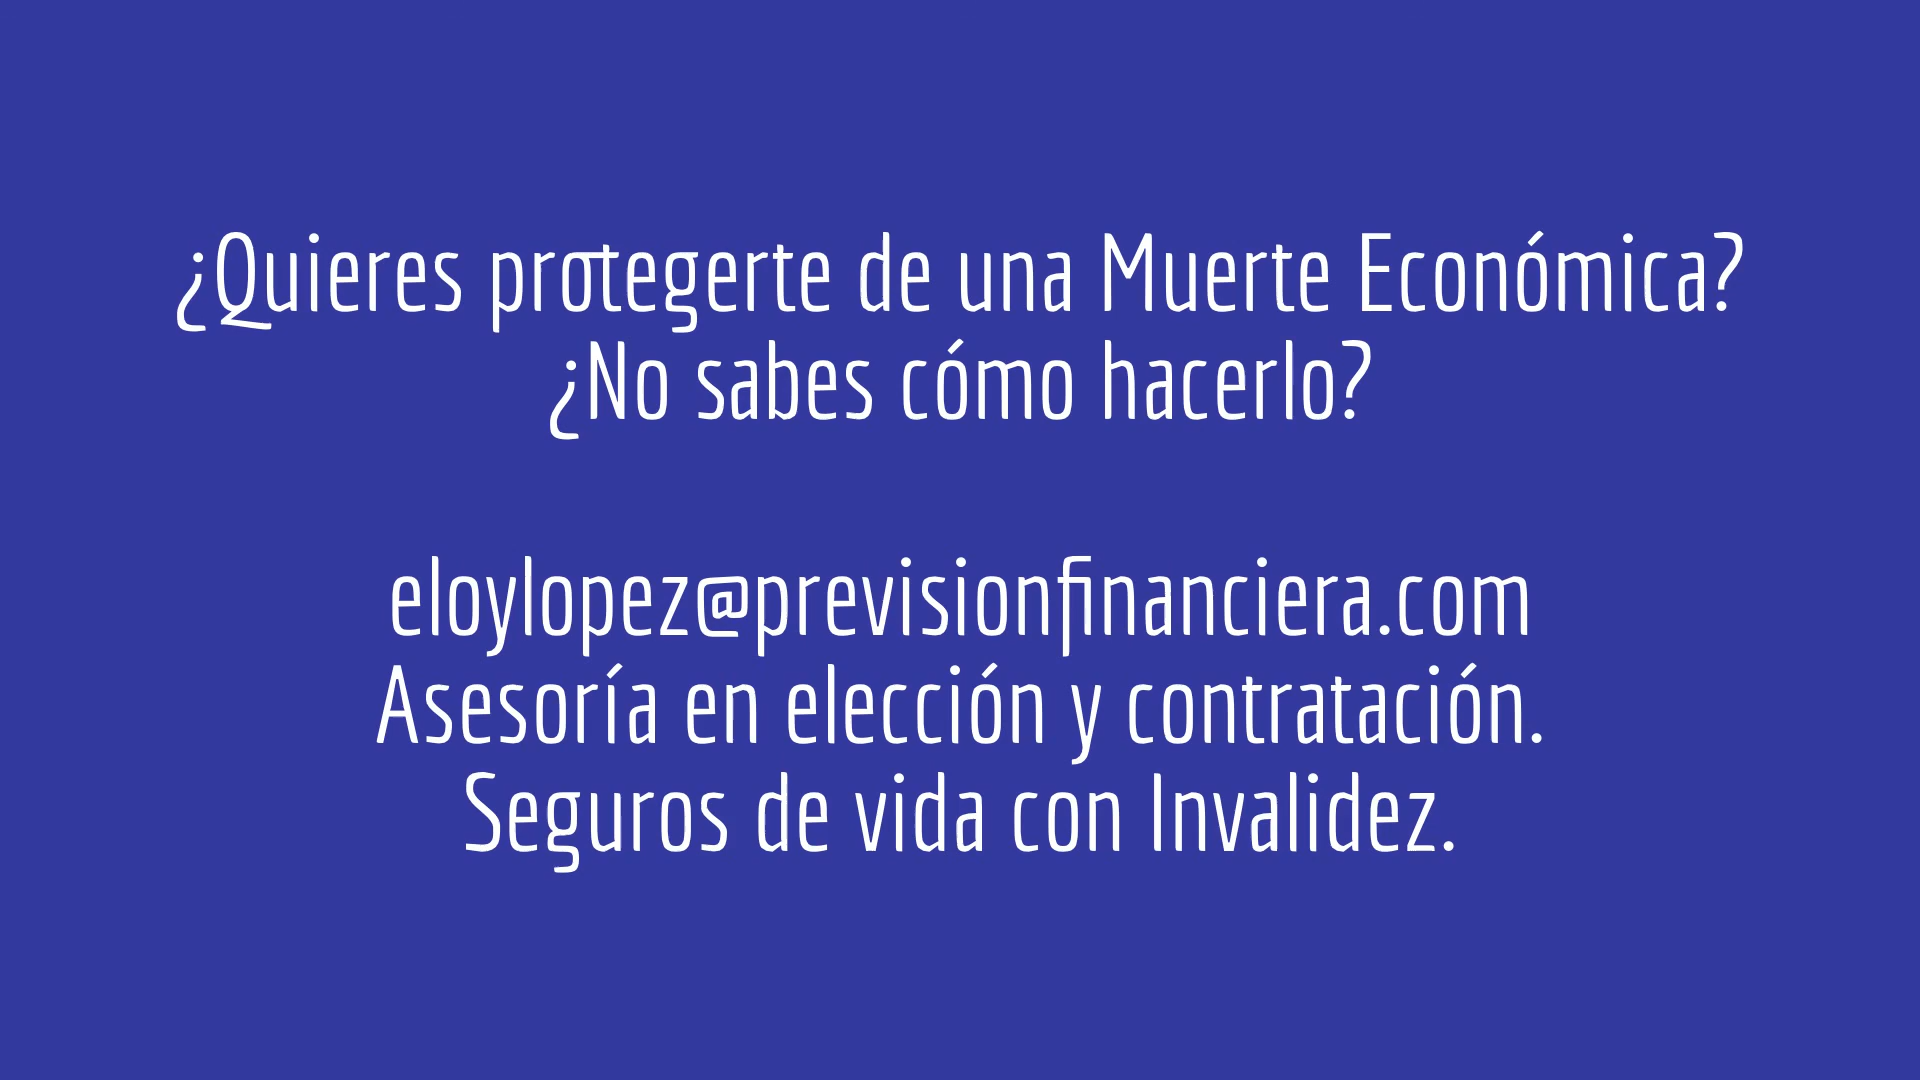 ¿Quieres protegerte de una Muerte Económica?
¿No sabes cómo hacerlo?
eloylopez@previsionfinanciera.com
Asesoría en elección y contratación.
Seguros de vida con Invalidez.